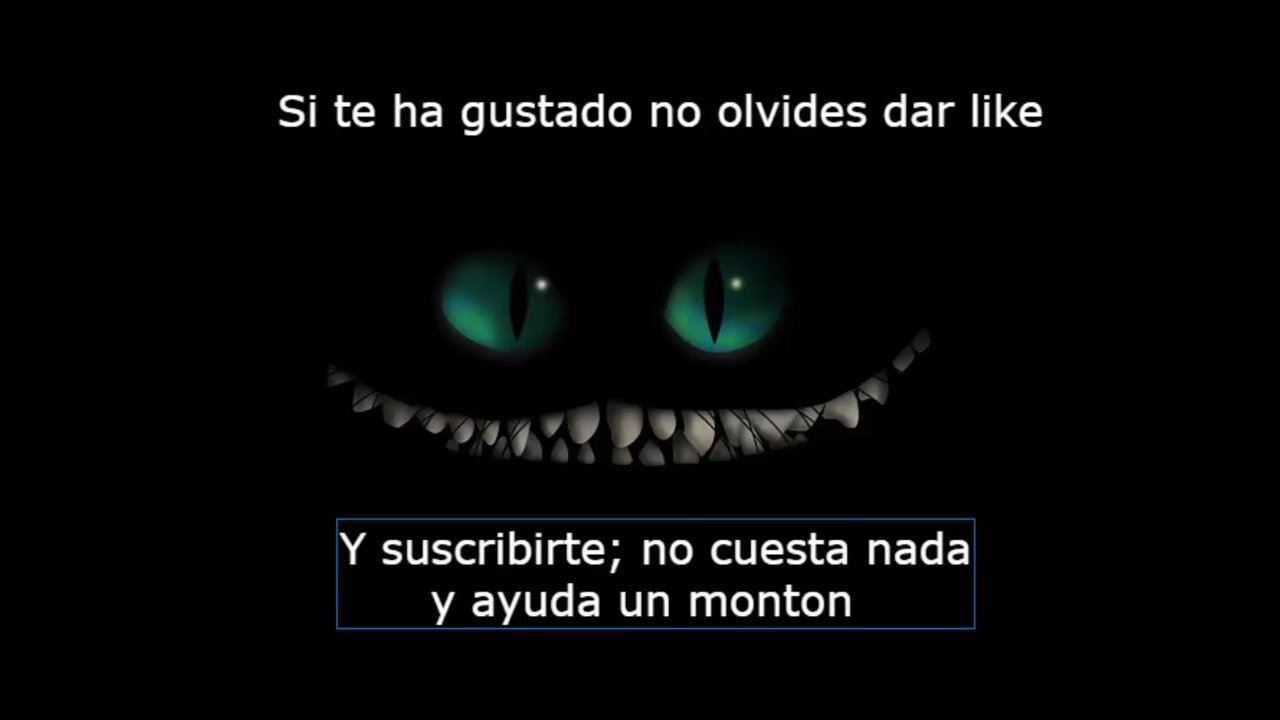 Si te ha gustado no olvides dar like
Y suscribirte; no cuesta nada
y ayuda un monton